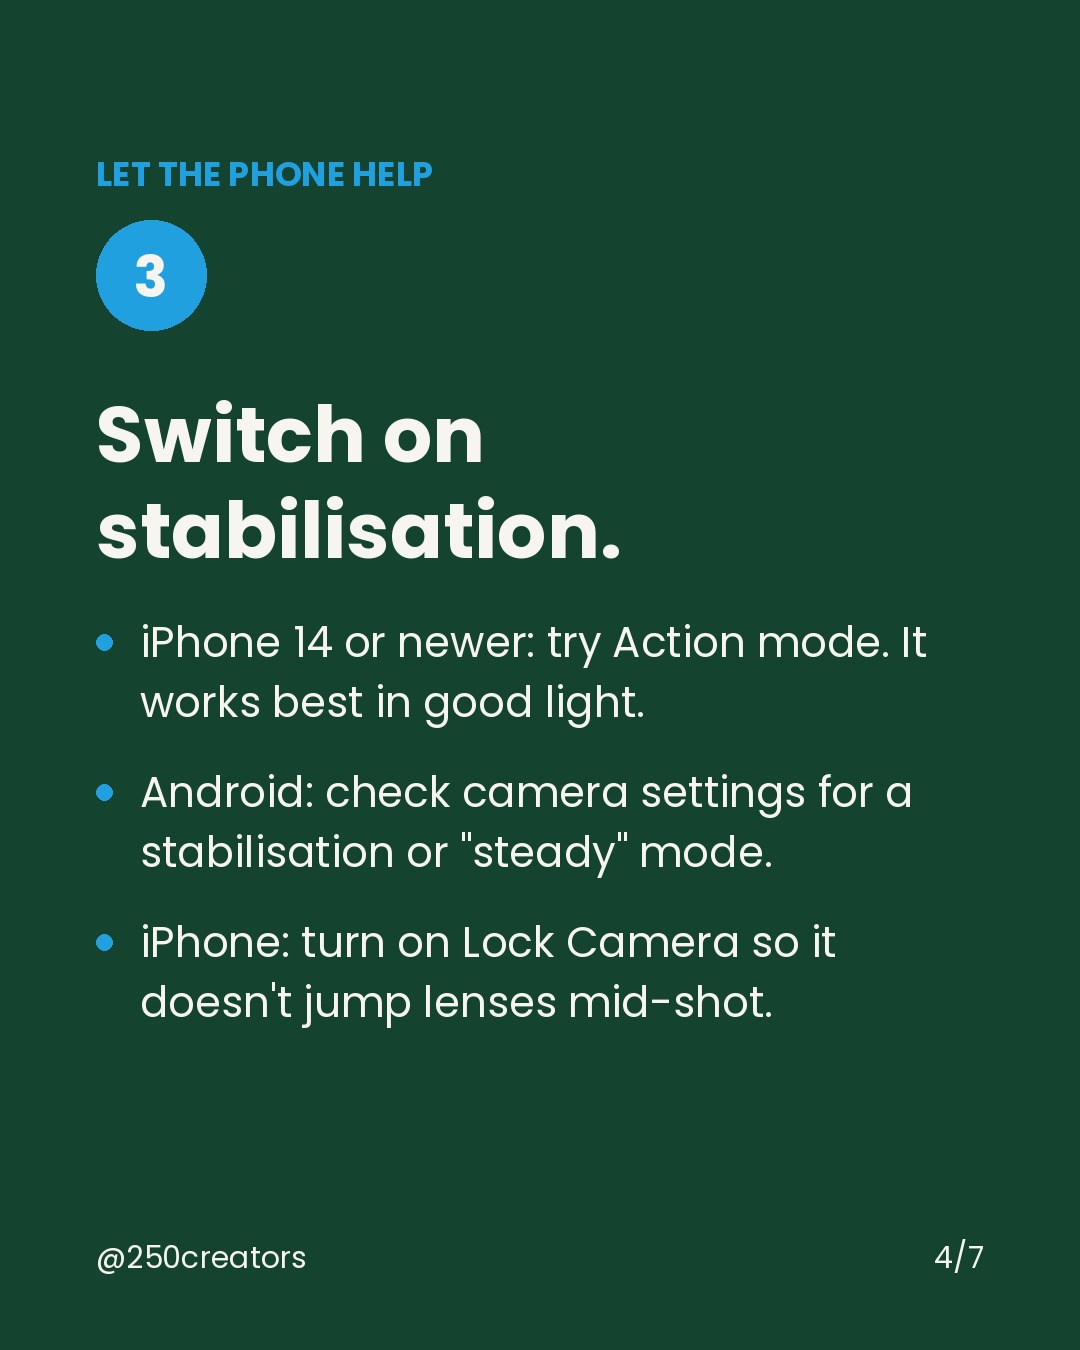 LET THE PHONE HELP
3
Switch on
stabilisation.
iPhone 14 or newer: try Action mode. It
works best in good light.
Android: check camera settings for a
stabilisation or "steady" mode.
iPhone: turn on Lock Camera so it
doesn't jump lenses mid-shot.
@250creators
4/7